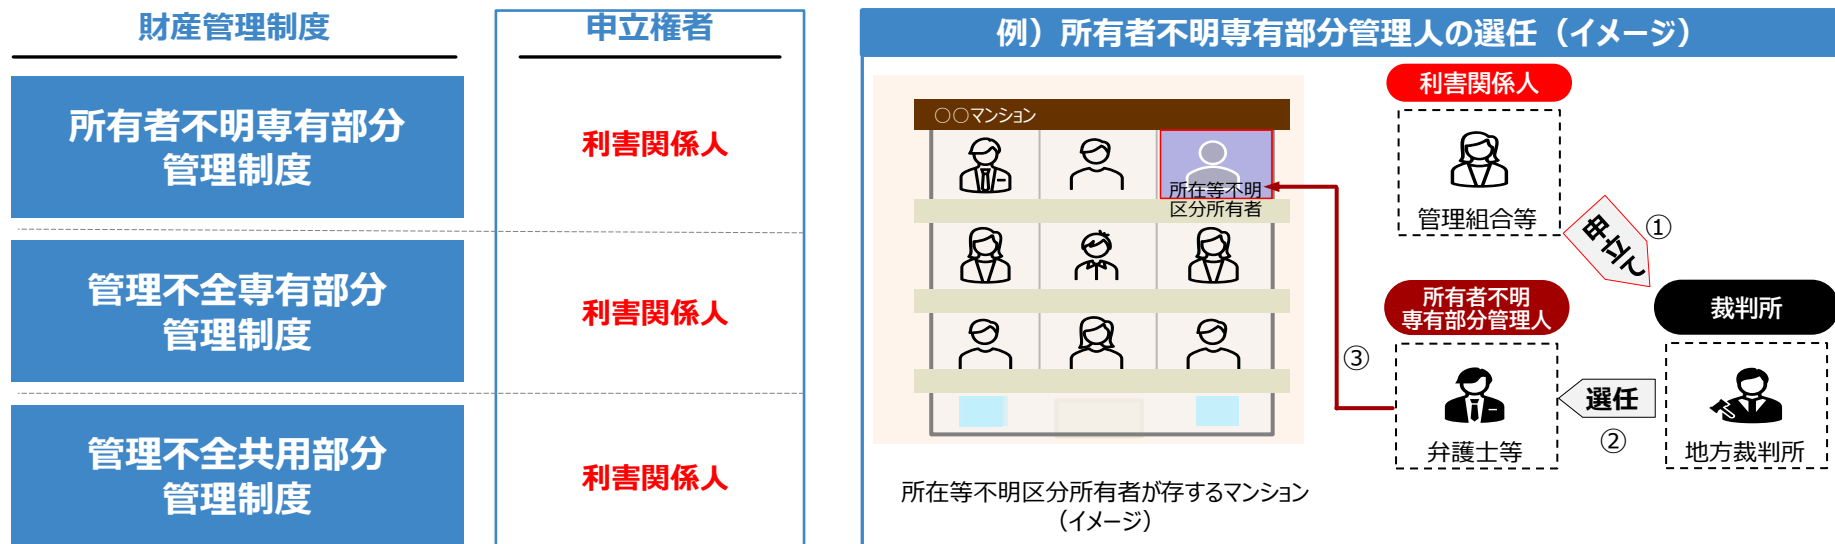 財産管理制度
申立権者
所有者不明専有部分
管理制度
利害関係人
管理不全専有部分
管理制度
利害関係人
管理不全共用部分
管理制度
利害関係人
例）所有者不明専有部分管理人の選任（イメージ）
○○マンション
所在等不明
区分所有者
所在等不明区分所有者が存するマンション
（イメージ）
利害関係人
管理組合等
申立て
①
所有者不明
専有部分管理人
裁判所
③
選任
②
弁護士等
地方裁判所